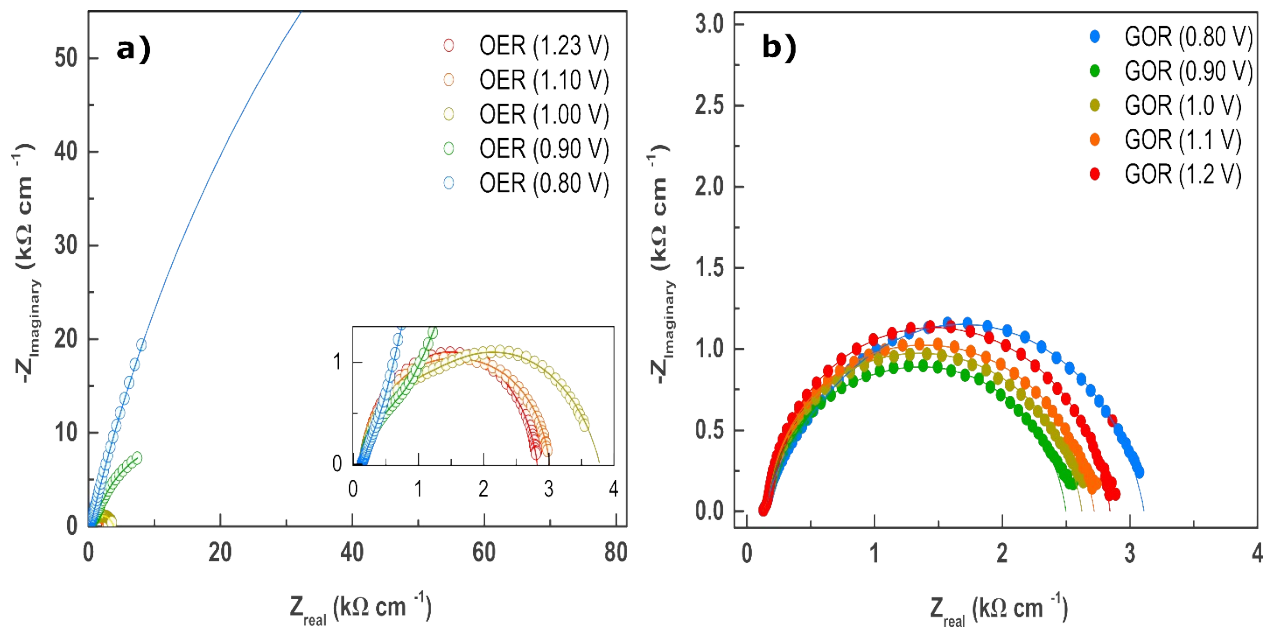 a)
OER (1.23 V)
OER (1.10 V)
OER (1.00 V)
OER (0.90 V)
OER (0.80 V)
50
40
30
20
10
0
-Z Imaginary (kΩ cm -1)
1
0
0 1 2 3 4
0 20 40 60 80
Z real (kΩ cm -1)
b)
GOR (0.80 V)
GOR (0.90 V)
GOR (1.0 V)
GOR (1.1 V)
GOR (1.2 V)
3.0
2.5
2.0
1.5
1.0
0.5
0.0
-Z Imaginary (kΩ cm -1)
0 1 2 3 4
Z real (kΩ cm -1)